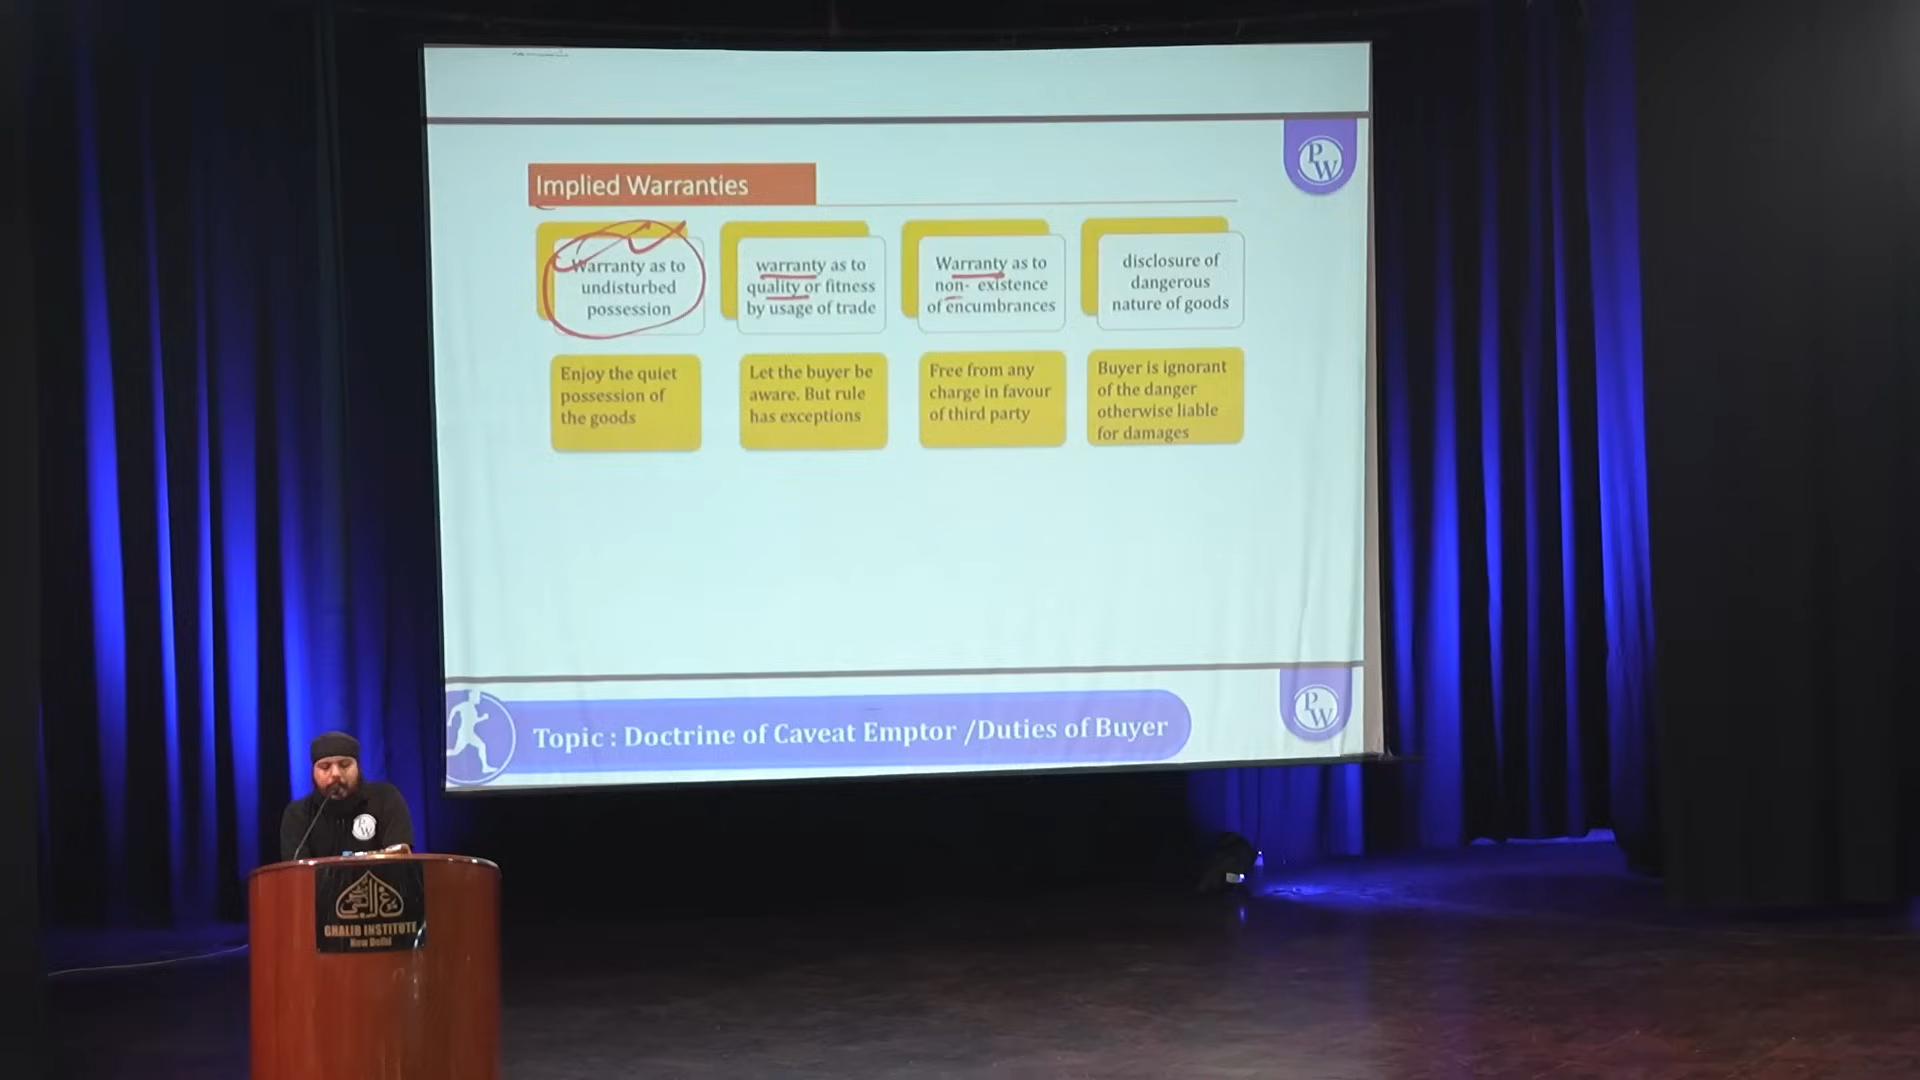 PW
Implied Warranties
Warranty as to
undisturbed
possession
warranty as to
quality or fitness
by usage of trade
Warranty as to
non- existence
of encumbrances
disclosure of
dangerous
nature of goods
Enjoy the quiet
possession of
the goods
Let the buyer be
aware. But rule
has exceptions
Free from any
charge in favour
of third party
Buyer is ignorant
of the danger
otherwise liable
for damages
PW
Topic : Doctrine of Caveat Emptor /Duties of Buyer
PW
GHALIB INSTITUTE
New Delhi